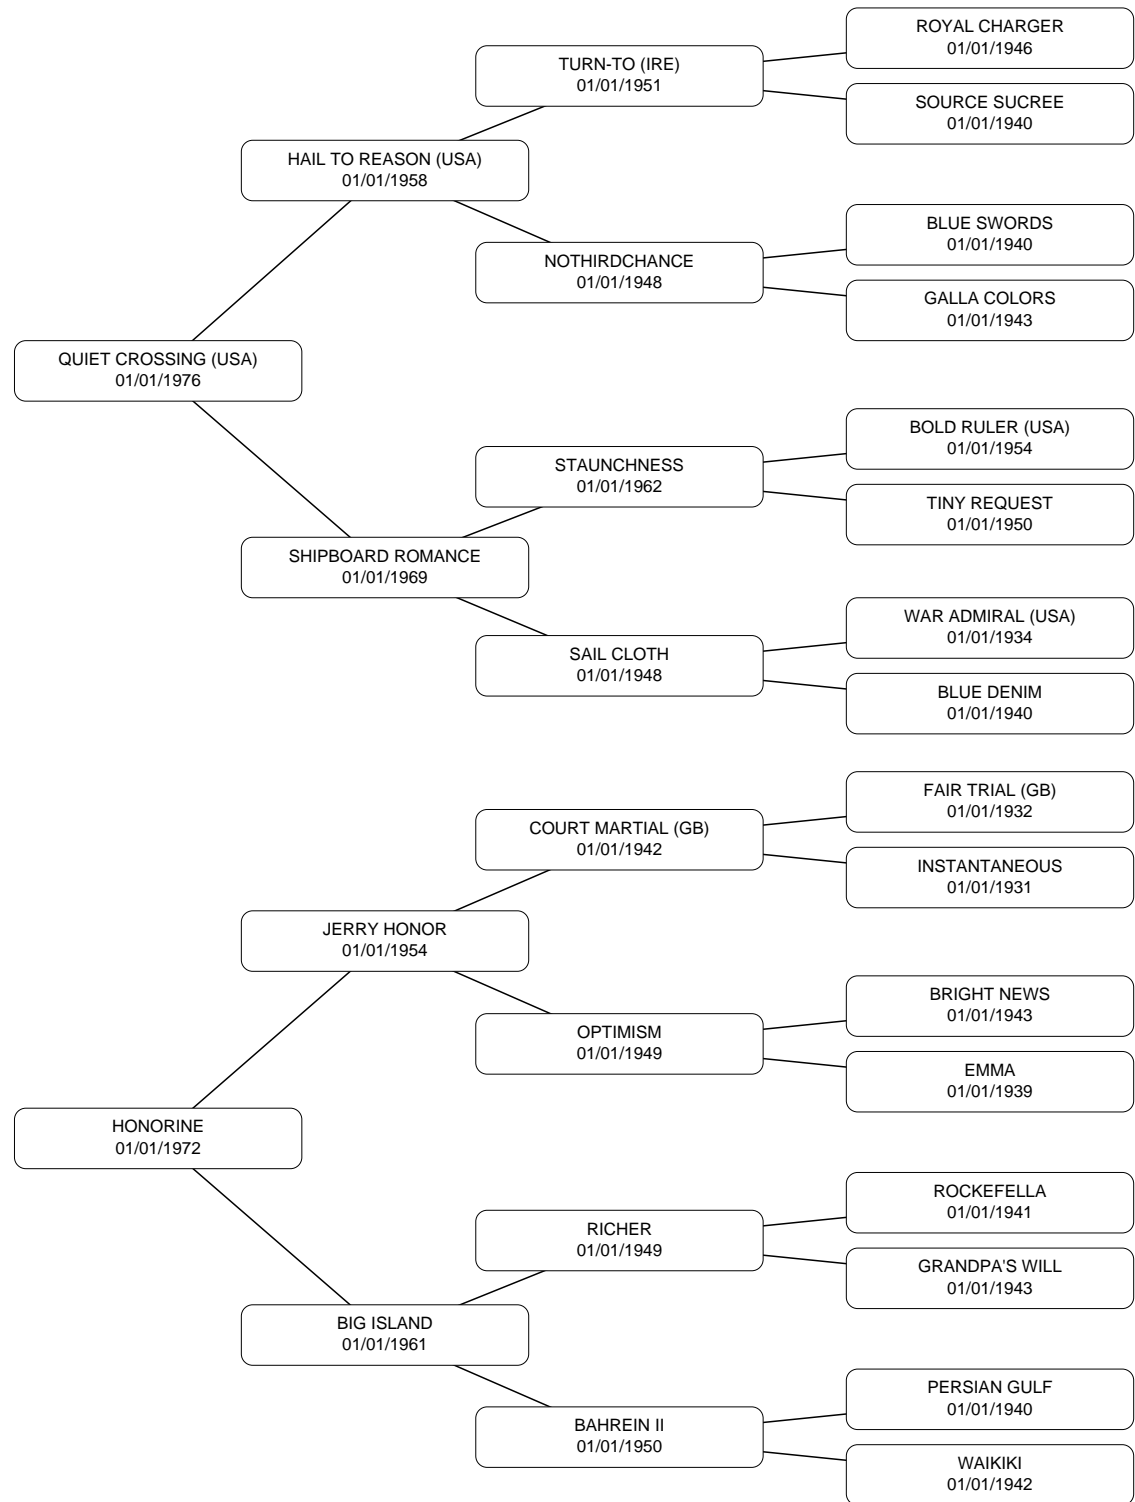 ROYAL CHARGER
01/01/1946
TURN-TO (IRE)
01/01/1951
SOURCE SUCREE
01/01/1940
HAIL TO REASON (USA)
01/01/1958
BLUE SWORDS
01/01/1940
NOTHIRDCHANCE
01/01/1948
GALLA COLORS
01/01/1943
QUIET CROSSING (USA)
01/01/1976
BOLD RULER (USA)
01/01/1954
STAUNCHNESS
01/01/1962
TINY REQUEST
01/01/1950
SHIPBOARD ROMANCE
01/01/1969
WAR ADMIRAL (USA)
01/01/1934
SAIL CLOTH
01/01/1948
BLUE DENIM
01/01/1940
FAIR TRIAL (GB)
01/01/1932
COURT MARTIAL (GB)
01/01/1942
INSTANTANEOUS
01/01/1931
JERRY HONOR
01/01/1954
BRIGHT NEWS
01/01/1943
OPTIMISM
01/01/1949
EMMA
01/01/1939
HONORINE
01/01/1972
ROCKEFELLA
01/01/1941
RICHER
01/01/1949
GRANDPA'S WILL
01/01/1943
BIG ISLAND
01/01/1961
PERSIAN GULF
01/01/1940
BAHREIN II
01/01/1950
WAIKIKI
01/01/1942